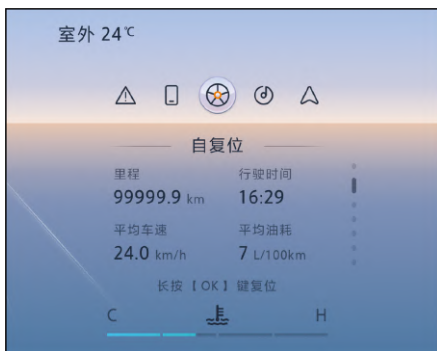 室外 24℃
自复位
里程 行驶时间
99999.9 km 16:29
平均车速 平均油耗
24.0 km/h 7 L/100km
长按【OK】键复位
C H